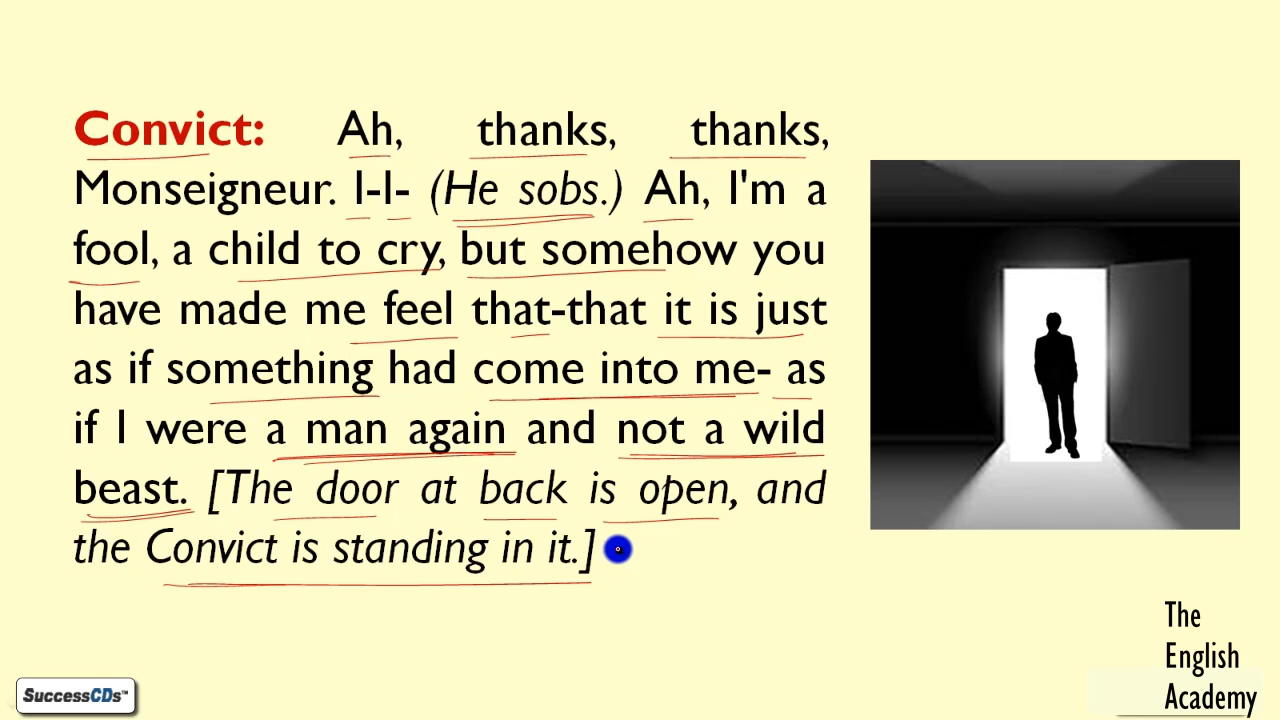 Convict: Ah, thanks, thanks,
Monseigneur. I-I- (He sobs.) Ah, I'm a
fool, a child to cry, but somehow you
have made me feel that-that it is just
as if something had come into me- as
if I were a man again and not a wild
beast. [The door at back is open, and
the Convict is standing in it.]
The
English
Academy
SuccessCDs™